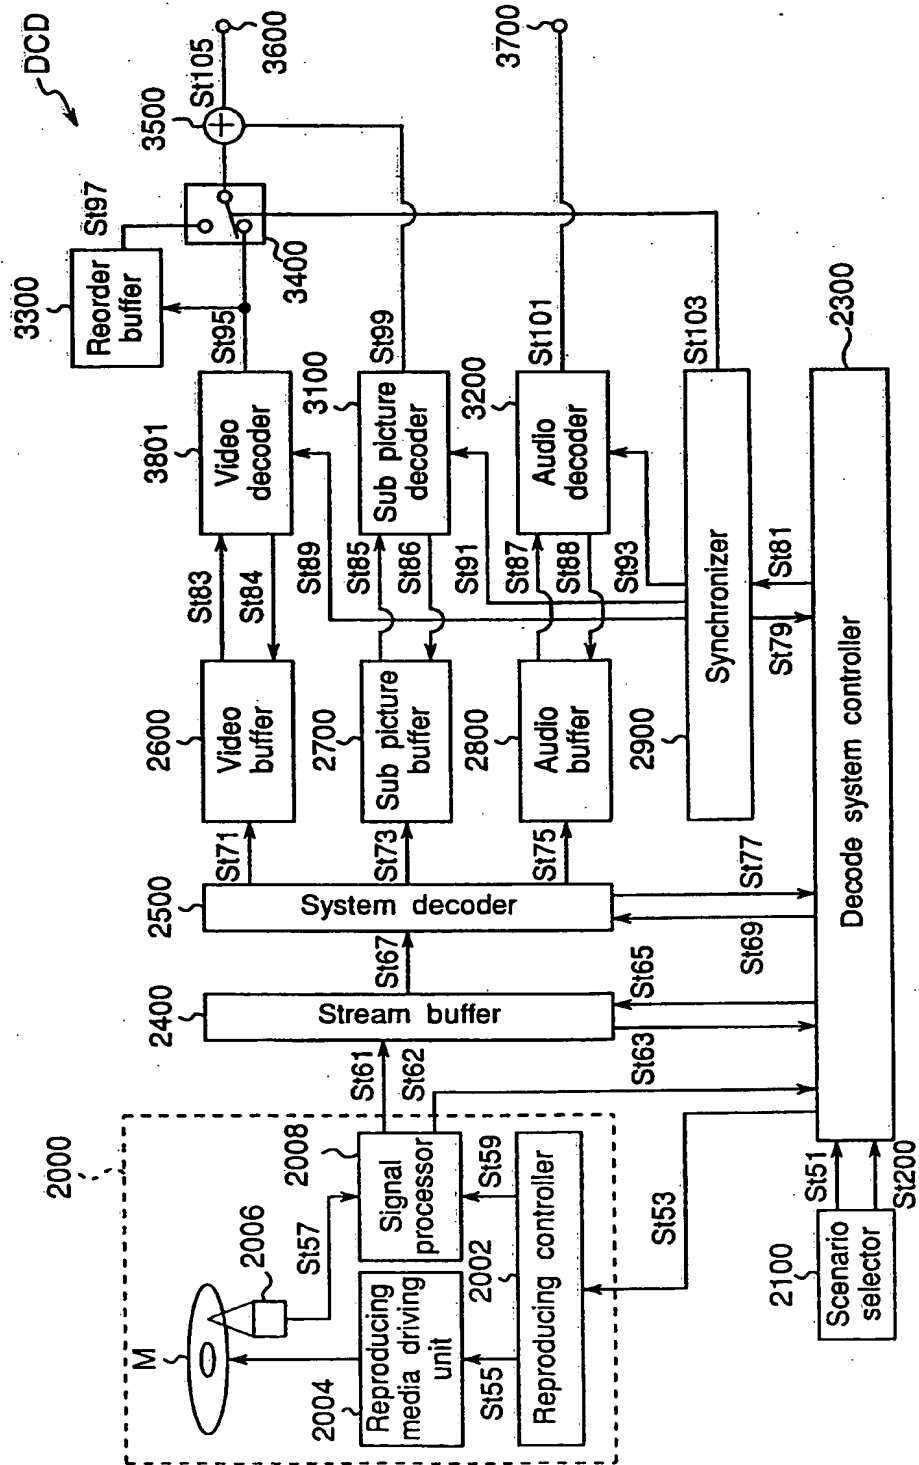 DCD
2000
M
2006
St57
2004
Reproducing
media driving
unit
2008
Signal
processor
St55
St59
2002
Reproducing controller
St61
St62
St53
2400
Stream buffer
St67
St63
St65
2500
System decoder
St69
St77
St71
St73
St75
2600
Video
buffer
2700
Sub picture
buffer
2800
Audio
buffer
St83
St84
St89
St85
St86
St91
St87
St88
St93
3801
Video
decoder
3100
Sub picture
decoder
3200
Audio
decoder
2900
Synchronizer
St79
St81
St95
St99
St101
St103
3300
Reorder
buffer
St97
3400
3500
St105
3600
3700
2100
Scenario
selector
St51
St200
Decode system controller
2300